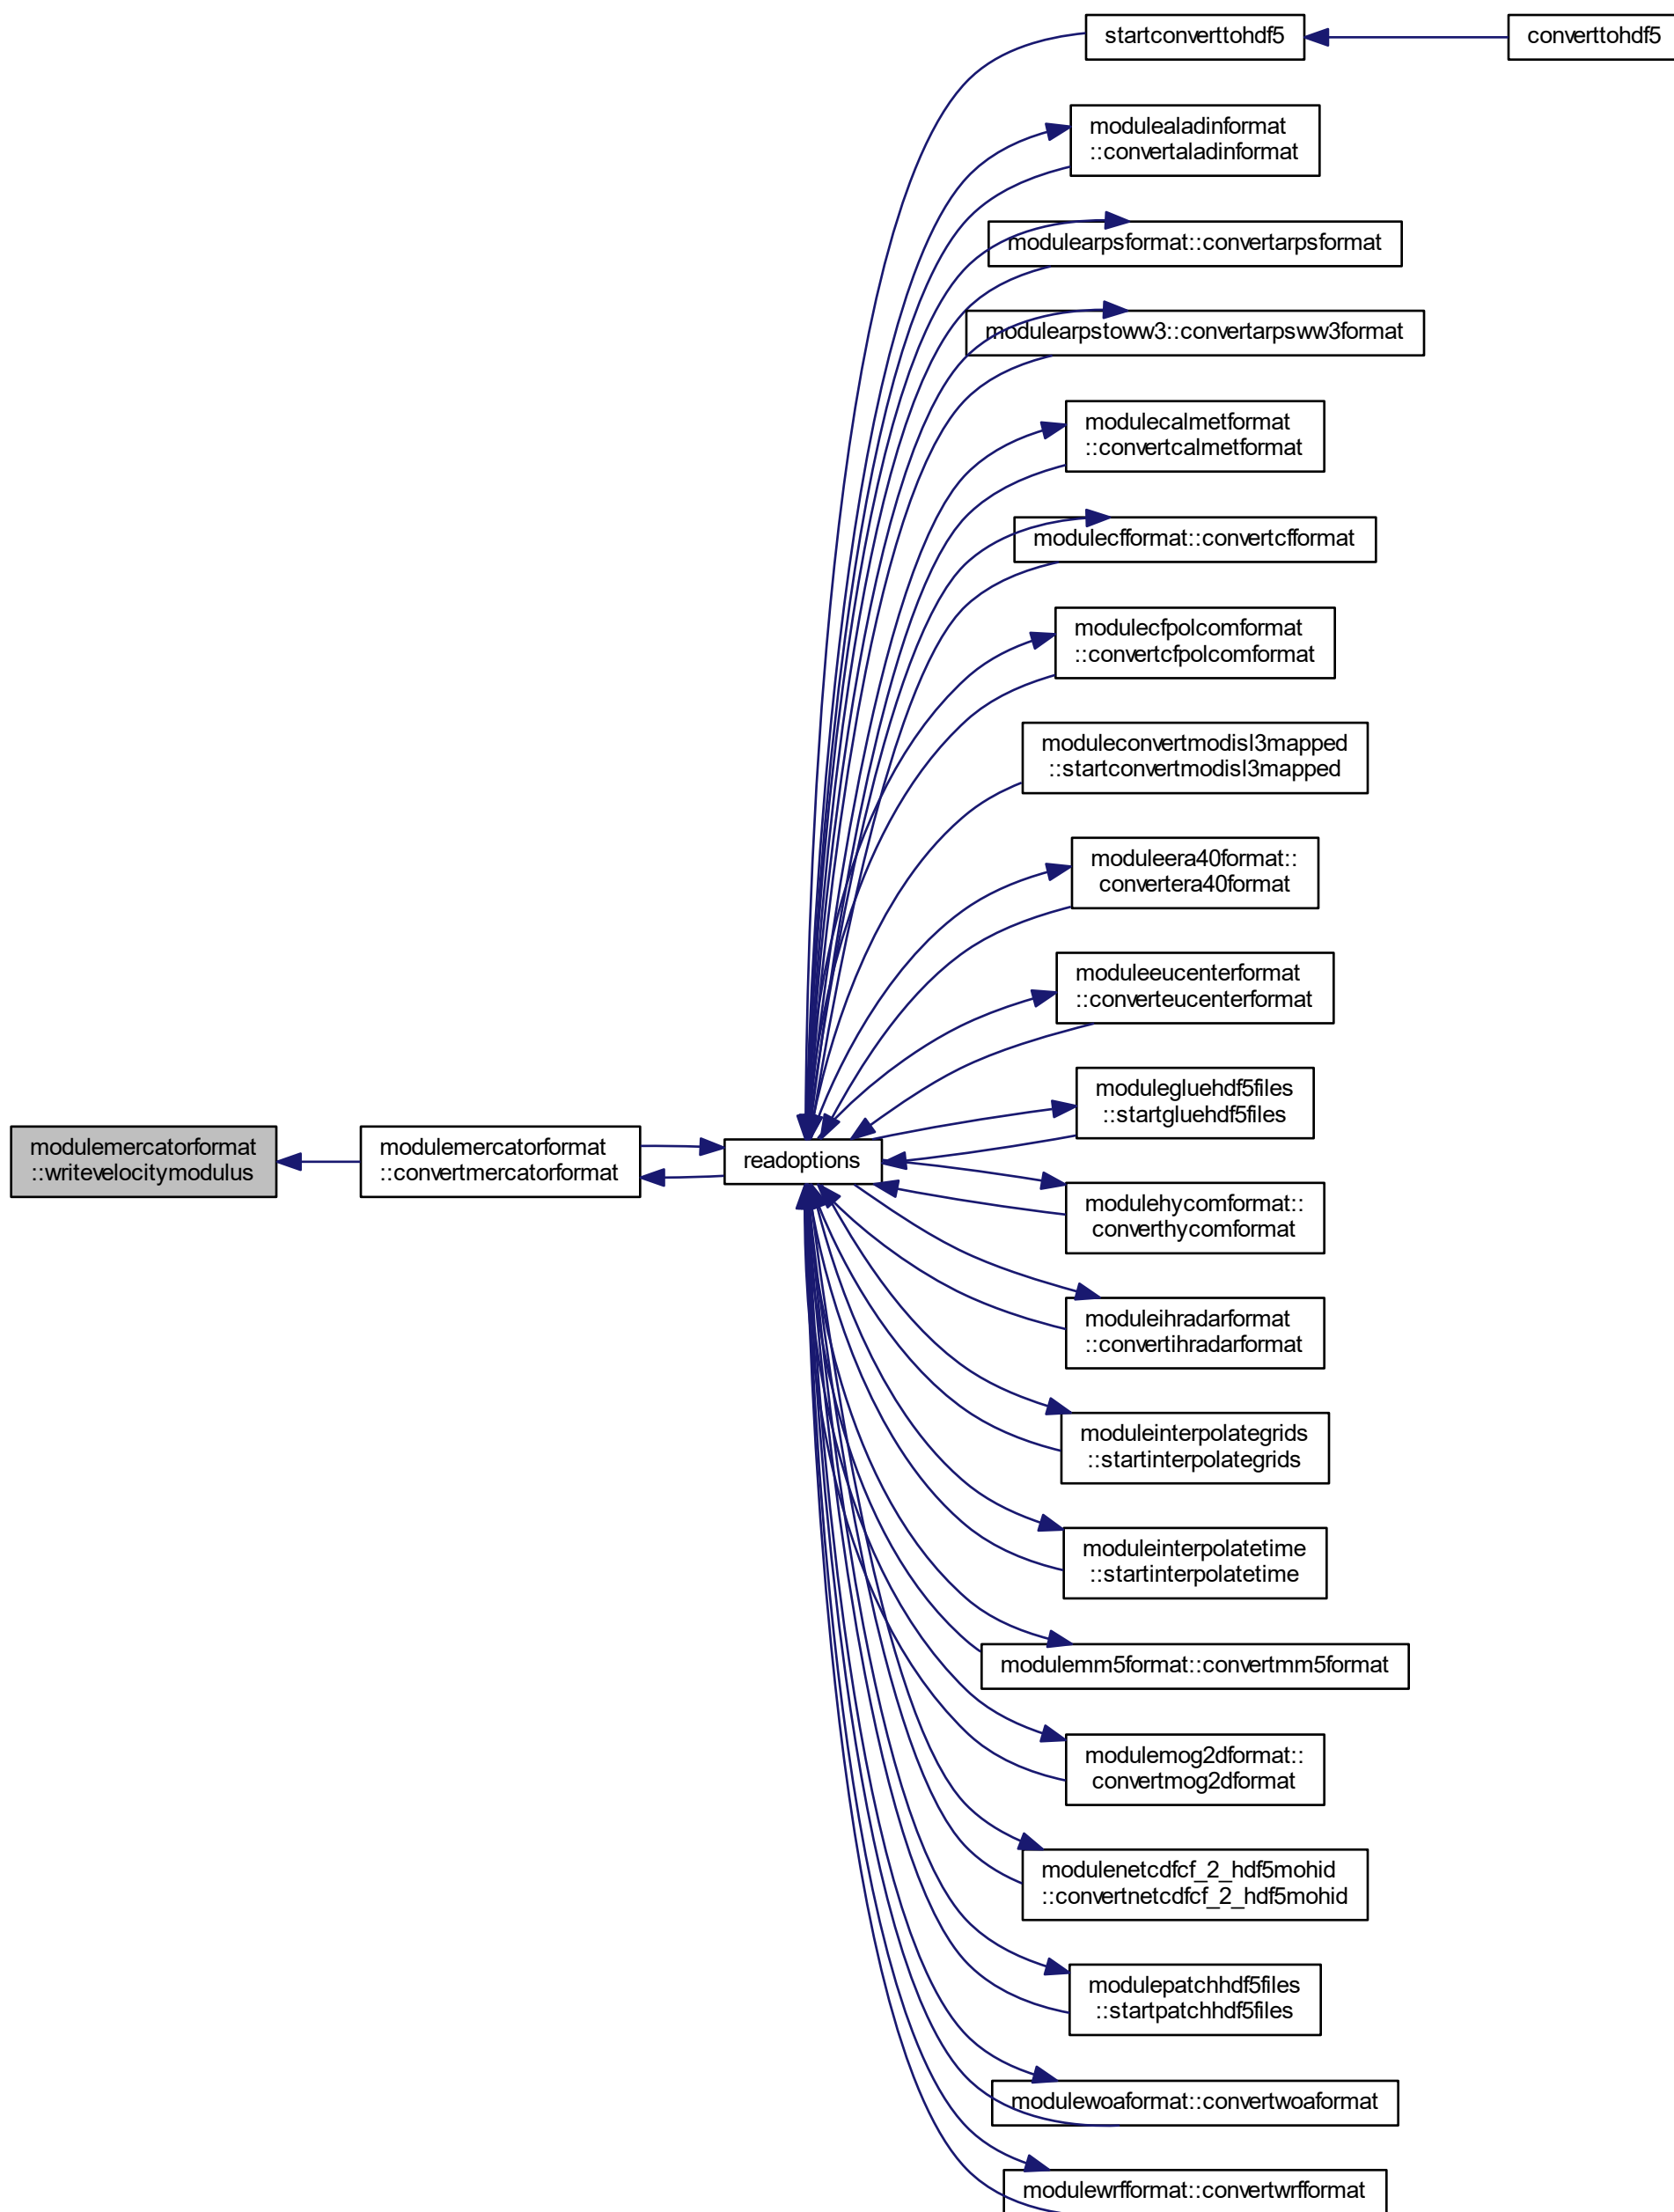 startconverttohdf5
converttohdf5
modulealadinformat
::convertaladinformat
modulearpsformat::convertarpsformat
modulearpstoww3::convertarpsww3format
modulecalmetformat
::convertcalmetformat
modulecfformat::convertcfformat
modulecfpolcomformat
::convertcfpolcomformat
moduleconvertmodisl3mapped
::startconvertmodisl3mapped
moduleera40format::
convertera40format
moduleeucenterformat
::converteucenterformat
modulegluehdf5files
::startgluehdf5files
modulemercatorformat
::writevelocitymodulus
modulemercatorformat
::convertmercatorformat
readoptions
modulehycomformat::
converthycomformat
moduleihradarformat
::convertihradarformat
moduleinterpolategrids
::startinterpolategrids
moduleinterpolatetime
::startinterpolatetime
modulemm5format::convertmm5format
modulemog2dformat::
convertmog2dformat
modulenetcdfcf_2_hdf5mohid
::convertnetcdfcf_2_hdf5mohid
modulepatchhdf5files
::startpatchhdf5files
modulewoaformat::convertwoaformat
modulewrfformat::convertwrfformat